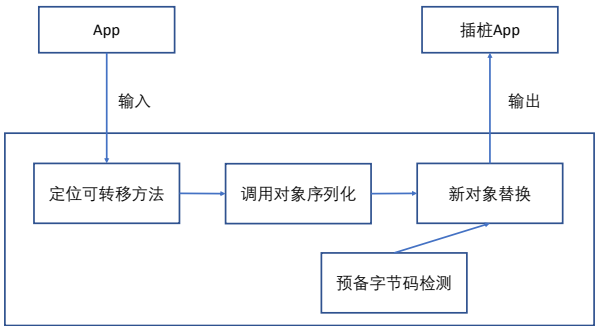 App
插桩App
输入
输出
定位可转移方法
调用对象序列化
新对象替换
预备字节码检测